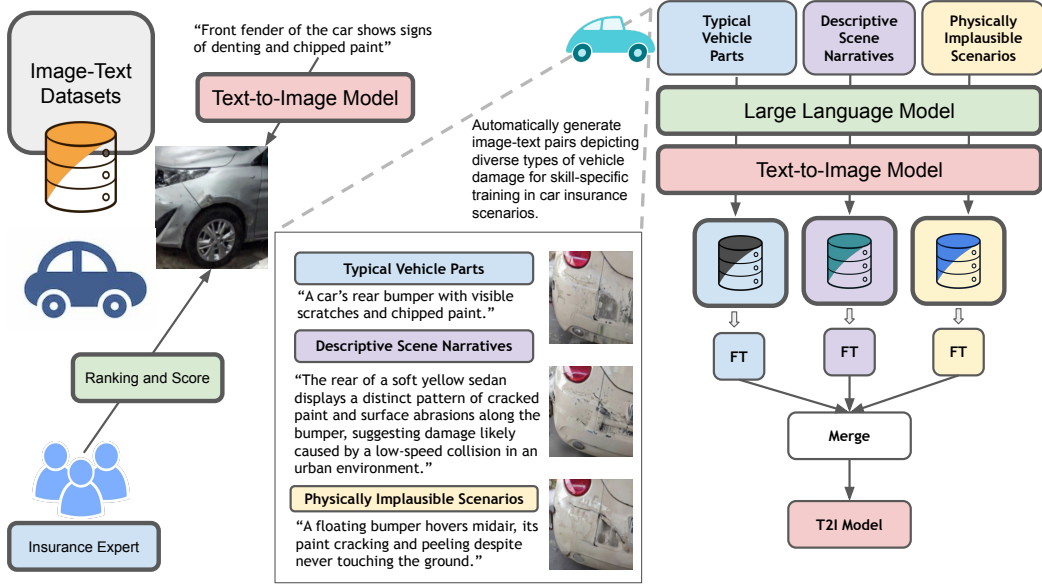 Image-Text
Datasets
“Front fender of the car shows signs
of denting and chipped paint”
Text-to-Image Model
Ranking and Score
Insurance Expert
Automatically generate
image-text pairs depicting
diverse types of vehicle
damage for skill-specific
training in car insurance
scenarios.
Typical Vehicle Parts
“A car’s rear bumper with visible
scratches and chipped paint.”
Descriptive Scene Narratives
“The rear of a soft yellow sedan
displays a distinct pattern of cracked
paint and surface abrasions along the
bumper, suggesting damage likely
caused by a low-speed collision in an
urban environment.”
Physically Implausible Scenarios
“A floating bumper hovers midair, its
paint cracking and peeling despite
never touching the ground.”
Typical
Vehicle
Parts
Descriptive
Scene
Narratives
Physically
Implausible
Scenarios
Large Language Model
Text-to-Image Model
FT
FT
FT
Merge
T2I Model